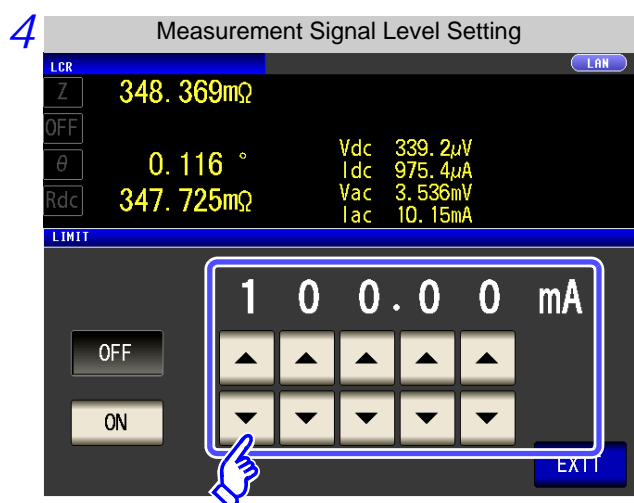 4 Measurement Signal Level Setting
LCR LAN
Z 348.369mΩ
OFF
Vdc 339.2μV
θ 0.116 ° Idc 975.4μA
Vac 3.536mV
Rdc 347.725mΩ Iac 10.15mA
LIMIT
1 0 0.0 0 mA
OFF
ON
EXIT